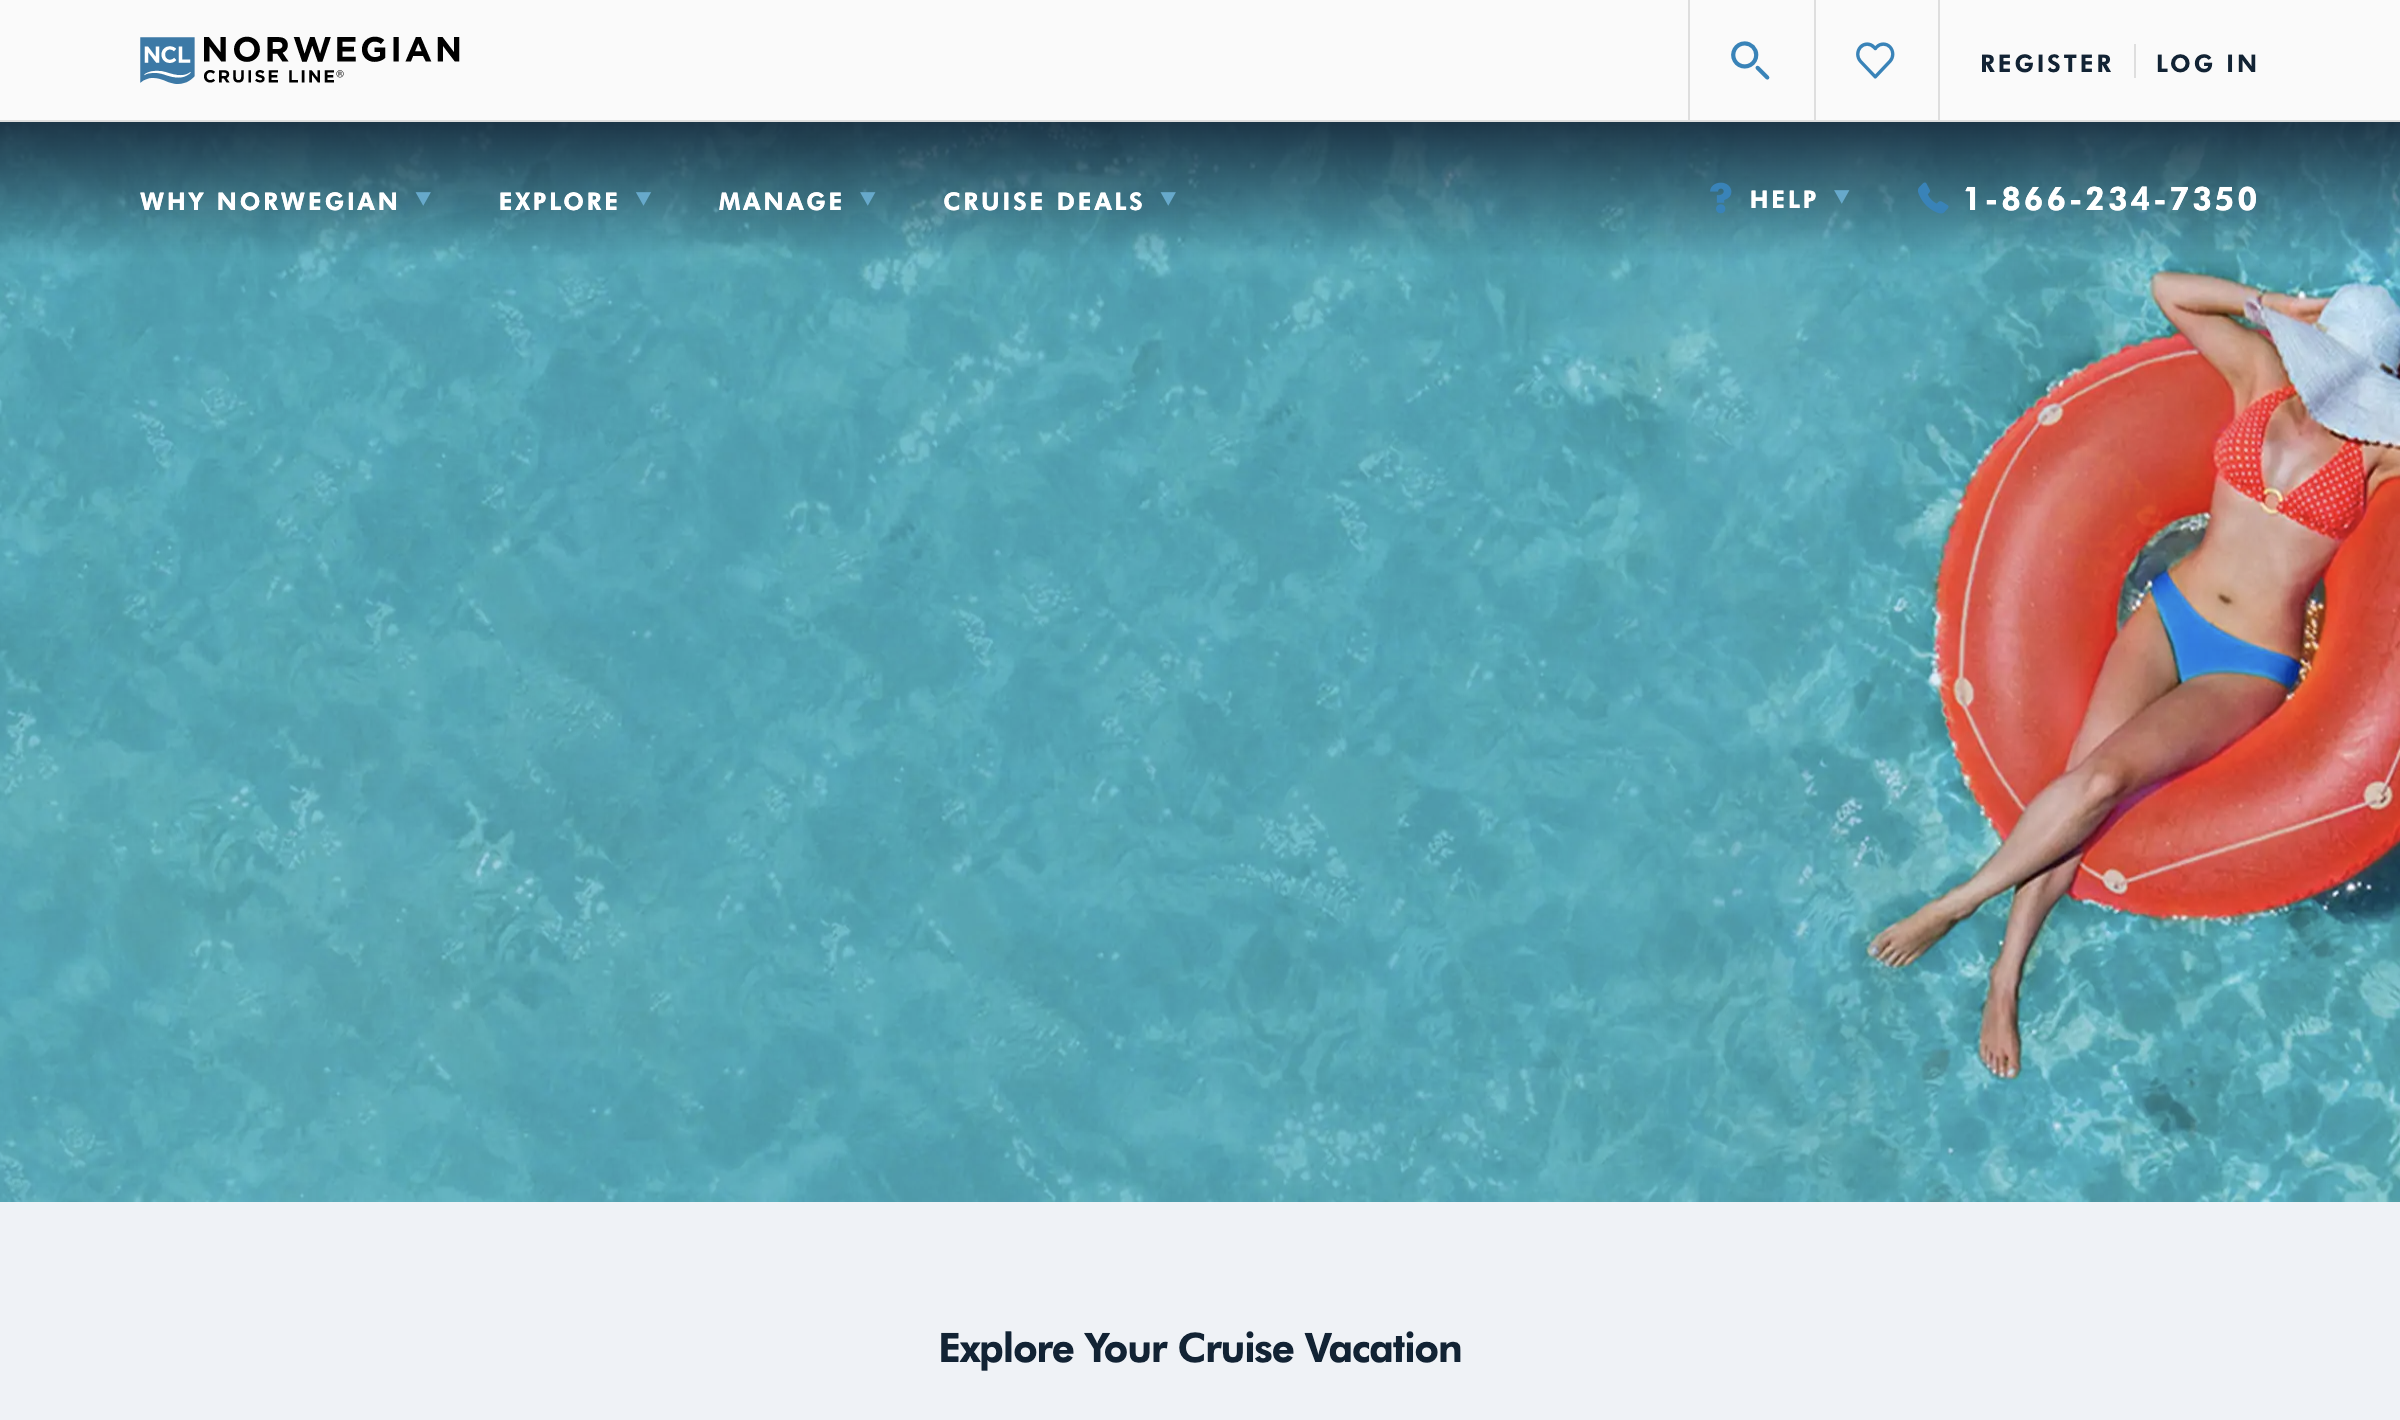 NCL NORWEGIAN
CRUISE LINE®
REGISTER
LOG IN
WHY NORWEGIAN
EXPLORE
MANAGE
CRUISE DEALS
? HELP
1-866-234-7350
Explore Your Cruise Vacation